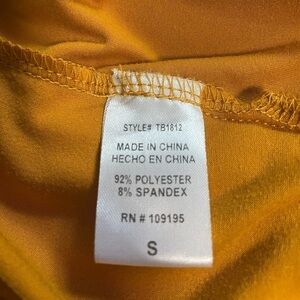 STYLE# TB1812
MADE IN CHINA
HECHO EN CHINA
92% POLYESTER
8% SPANDEX
RN # 109195
S